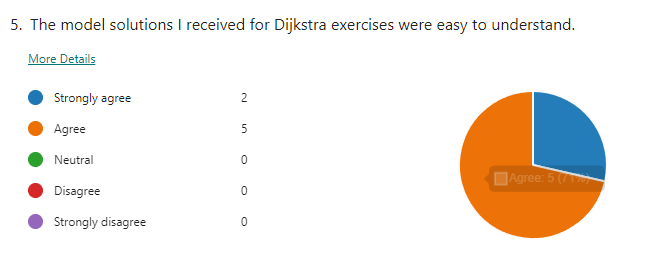 5. The model solutions I received for Dijkstra exercises were easy to understand.
More Details
Strongly agree 2
Agree 5
Neutral 0
Disagree 0
Strongly disagree 0
Agree: 5 (71%)